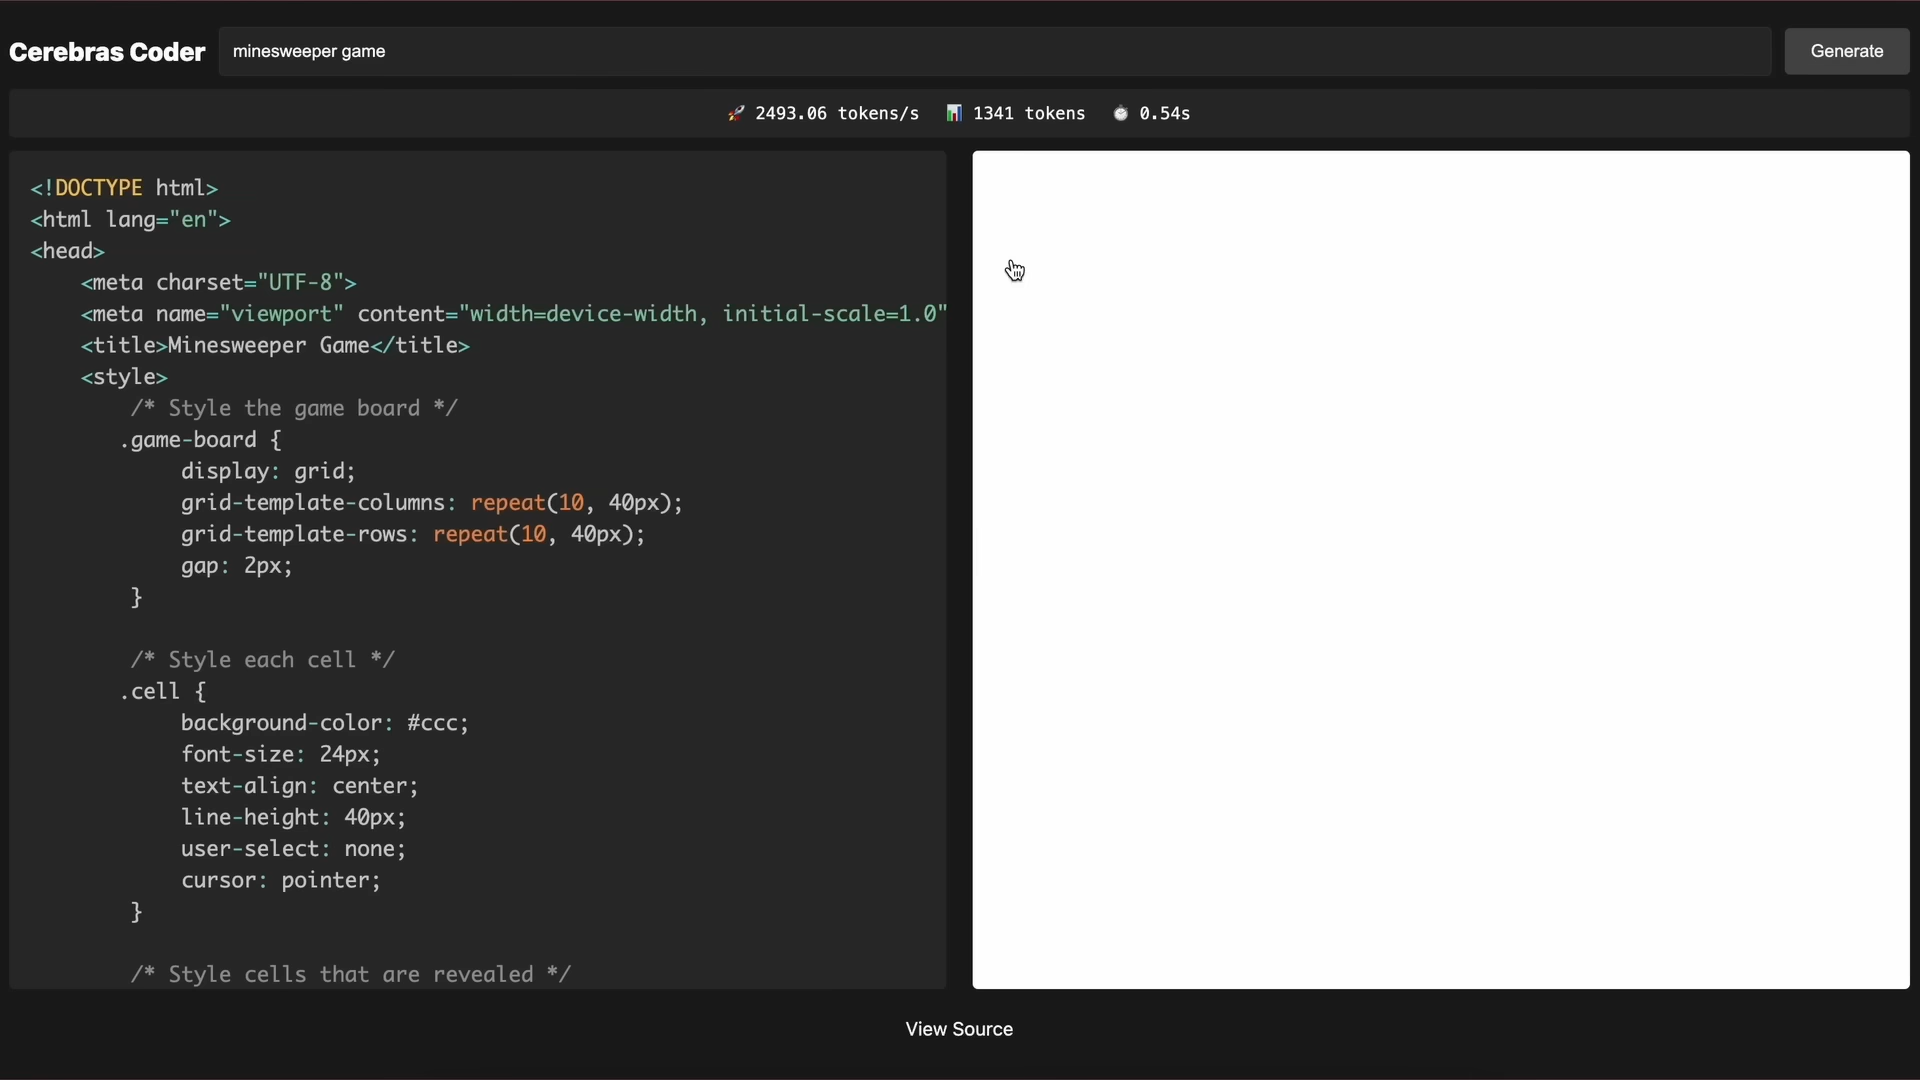 Cerebras Coder
minesweeper game
Generate
2493.06 tokens/s 1341 tokens 0.54s
<!DOCTYPE html>
<html lang="en">
<head>
<meta charset="UTF-8">
<meta name="viewport" content="width=device-width, initial-scale=1.0"
<title>Minesweeper Game</title>
<style>
/* Style the game board */
.game-board {
display: grid;
grid-template-columns: repeat(10, 40px);
grid-template-rows: repeat(10, 40px);
gap: 2px;
}
/* Style each cell */
.cell {
background-color: #ccc;
font-size: 24px;
text-align: center;
line-height: 40px;
user-select: none;
cursor: pointer;
}
/* Style cells that are revealed */
View Source